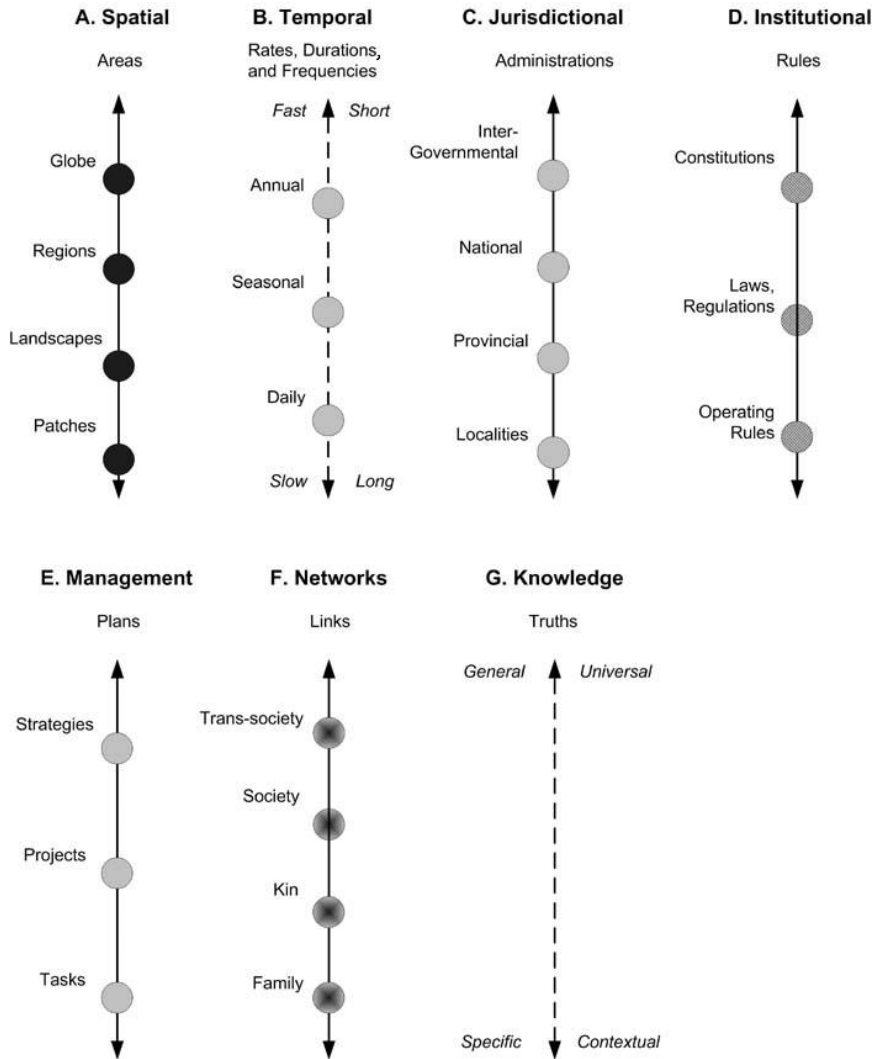 A. Spatial
Areas
Globe
Regions
Landscapes
Patches
B. Temporal
Rates, Durations,
and Frequencies
Fast Short
Annual
Seasonal
Daily
Slow Long
C. Jurisdictional
Administrations
Inter-
Governmental
National
Provincial
Localities
D. Institutional
Rules
Constitutions
Laws,
Regulations
Operating
Rules
E. Management
Plans
Strategies
Projects
Tasks
F. Networks
Links
Trans-society
Society
Kin
Family
G. Knowledge
Truths
General Universal
Specific Contextual